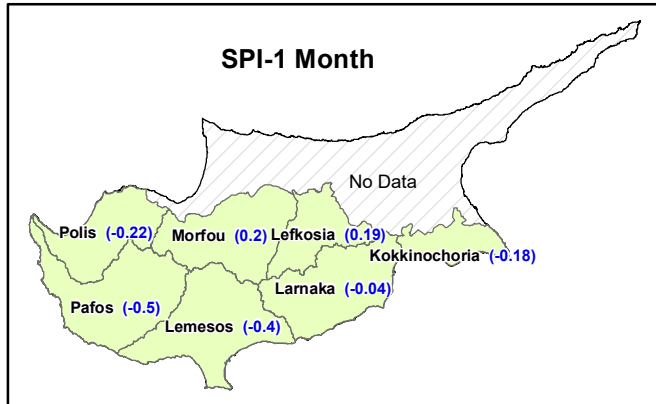 SPI-1 Month
No Data
Polis (-0.22)
Morfou (0.2)
Lefkosia (0.19)
Kokkinochoria (-0.18)
Larnaka (-0.04)
Pafos (-0.5)
Lemesos (-0.4)